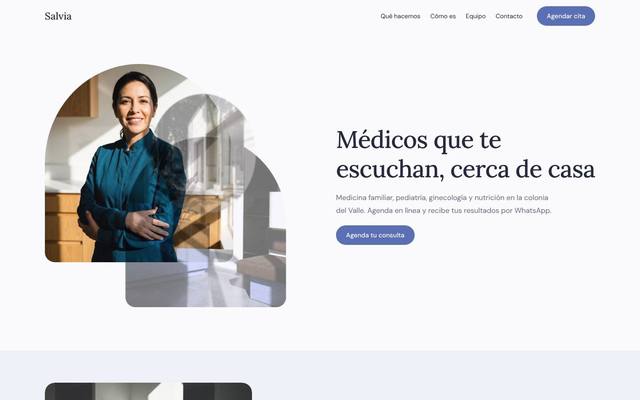 Salvia
Qué hacemos
Cómo es
Equipo
Contacto
Agendar cita
Médicos que te
escuchan, cerca de casa
Medicina familiar, pediatría, ginecología y nutrición en la colonia
del Valle. Agenda en línea y recibe tus resultados por WhatsApp.
Agenda tu consulta